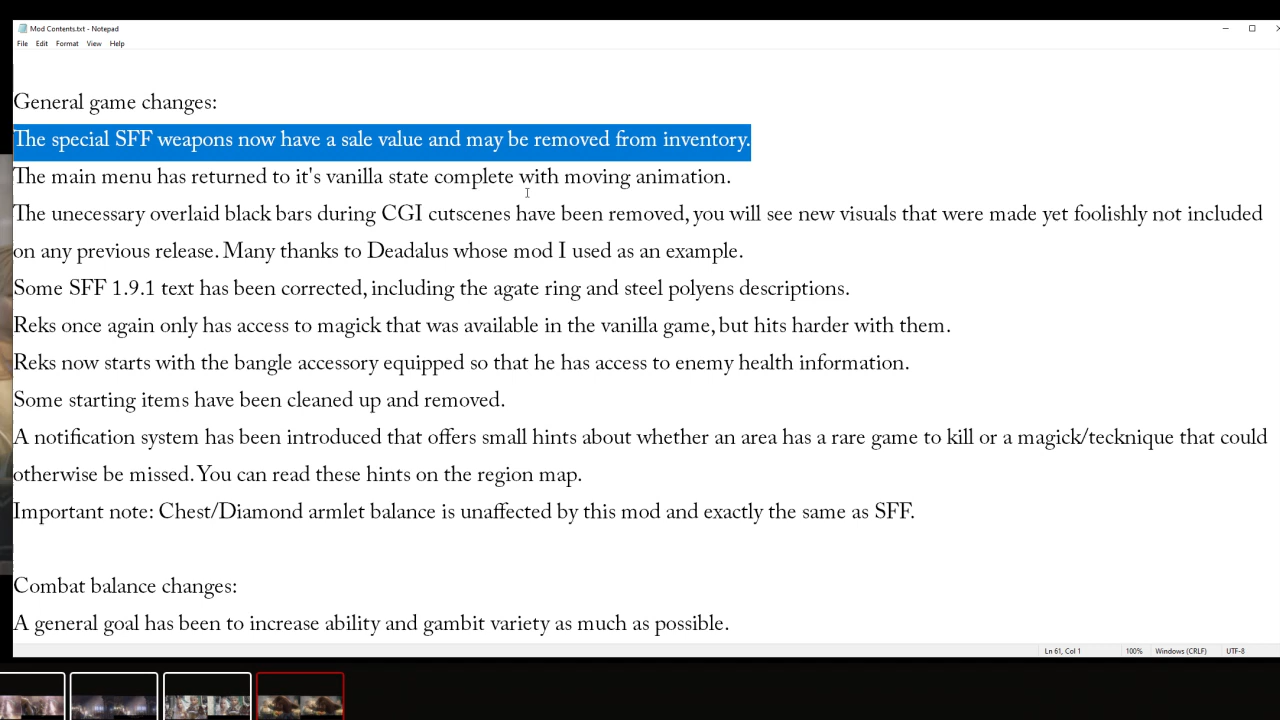 Mod Contents.txt - Notepad
File Edit Format View Help
General game changes:
The special SFF weapons now have a sale value and may be removed from inventory.
The main menu has returned to it's vanilla state complete with moving animation.
The unecessary overlaid black bars during CGI cutscenes have been removed, you will see new visuals that were made yet foolishly not included
on any previous release. Many thanks to Deadalus whose mod I used as an example.
Some SFF 1.9.1 text has been corrected, including the agate ring and steel polyens descriptions.
Reks once again only has access to magick that was available in the vanilla game, but hits harder with them.
Reks now starts with the bangle accessory equipped so that he has access to enemy health information.
Some starting items have been cleaned up and removed.
A notification system has been introduced that offers small hints about whether an area has a rare game to kill or a magick/tecknique that could
otherwise be missed. You can read these hints on the region map.
Important note: Chest/Diamond armlet balance is unaffected by this mod and exactly the same as SFF.
Combat balance changes:
A general goal has been to increase ability and gambit variety as much as possible.
Ln 61, Col 1 100% Windows (CRLF) UTF-8